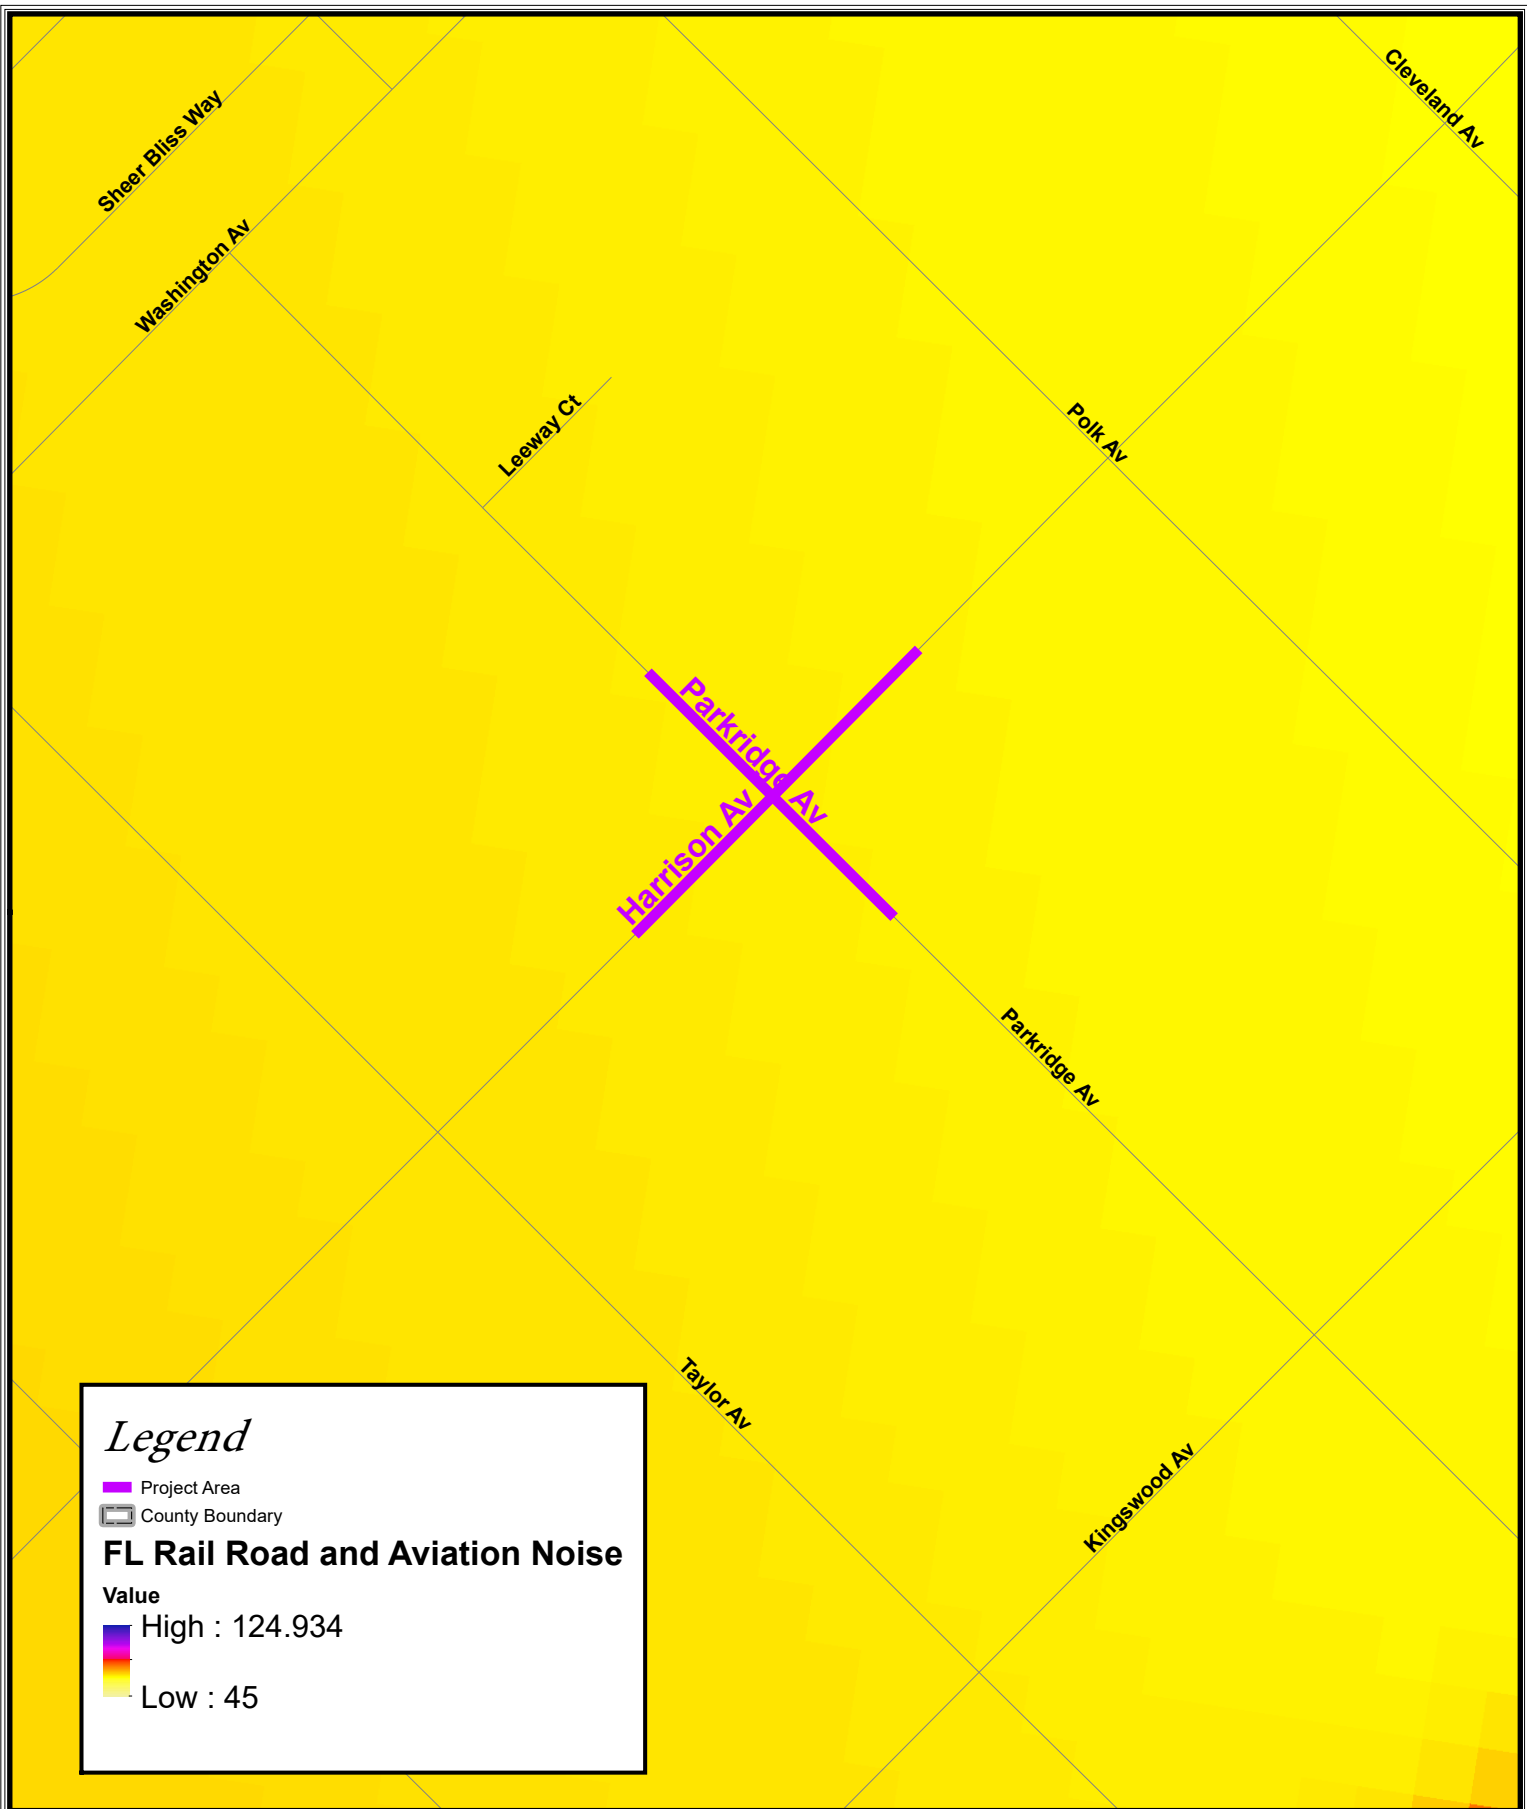 Cleveland Av
Sheer Bliss Way
Washington Av
Leeway Ct
Polk Av
Parkridge Av
Harrison Av
Parkridge Av
Taylor Av
Kingswood Av
Legend
Project Area
County Boundary
FL Rail Road and Aviation Noise
Value
High : 124.934
Low : 45